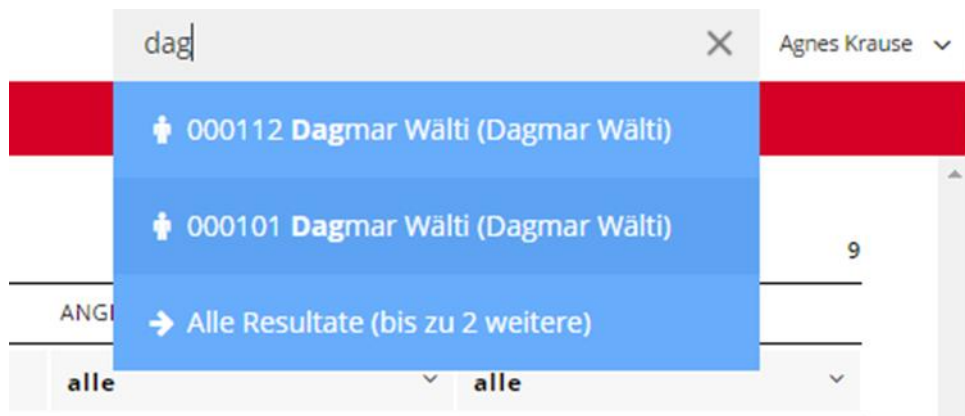 dag Agnes Krause
000112 Dagmar Wälti (Dagmar Wälti)
000101 Dagmar Wälti (Dagmar Wälti)
9
ANGE
Alle Resultate (bis zu 2 weitere)
alle alle